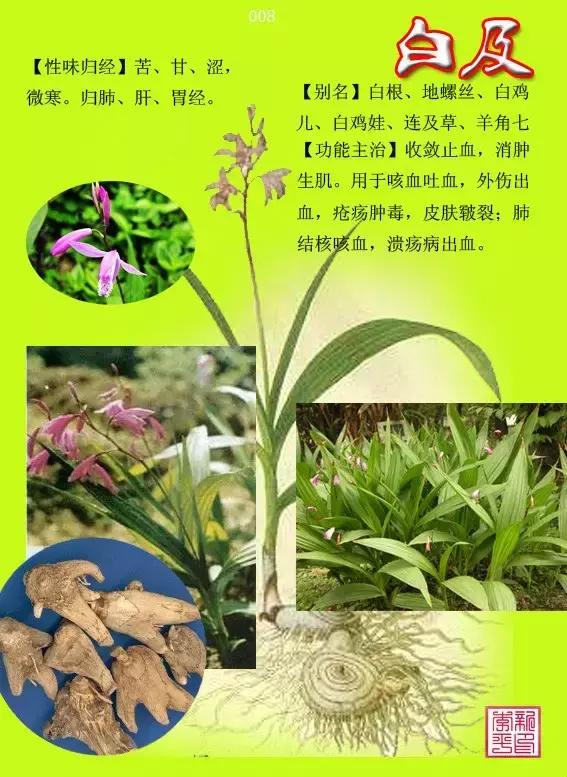 008
白及
【性味归经】苦、甘、涩，
微寒。归肺、肝、胃经。
【别名】白根、地螺丝、白鸡
儿、白鸡娃、连及草、羊角七
【功能主治】收敛止血，消肿
生肌。用于咳血吐血，外伤出
血，疮疡肿毒，皮肤皲裂；肺
结核咳血，溃疡病出血。